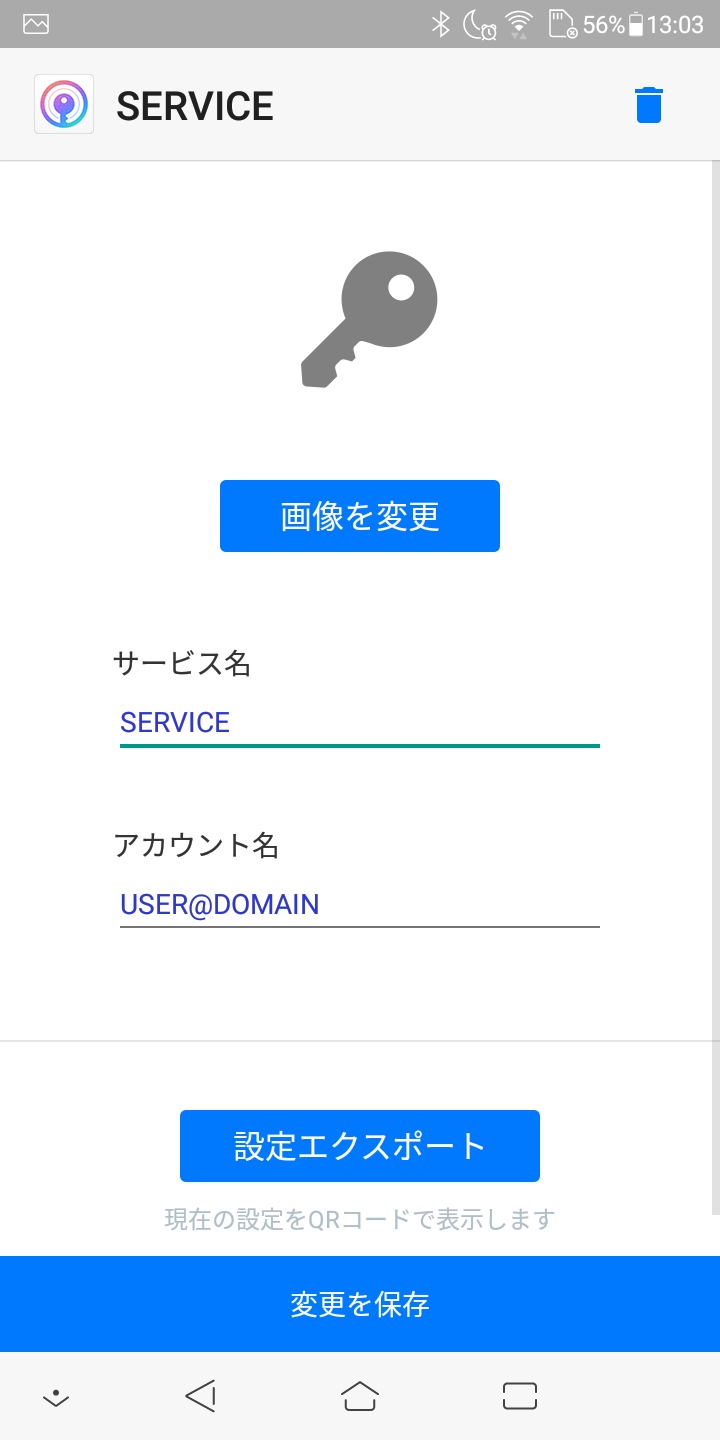 56% 13:03
SERVICE
画像を変更
サービス名
SERVICE
アカウント名
USER@DOMAIN
設定エクスポート
現在の設定をQRコードで表示します
変更を保存